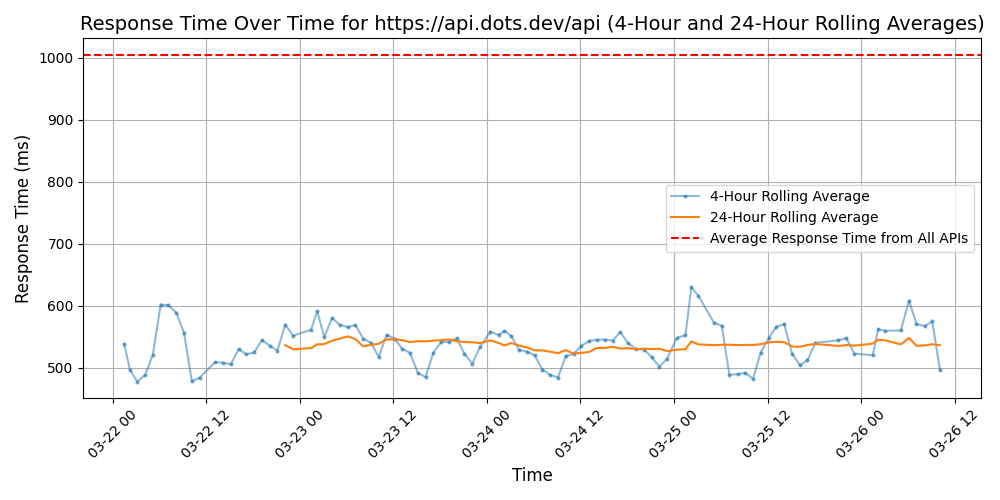 Response Time Over Time for https://api.dots.dev/api (4-Hour and 24-Hour Rolling Averages)
Response Time (ms)
1000
900
800
700
600
500
4-Hour Rolling Average
24-Hour Rolling Average
Average Response Time from All APIs
03-22 00
03-22 12
03-23 00
03-23 12
03-24 00
03-24 12
03-25 00
03-25 12
03-26 00
03-26 12
Time